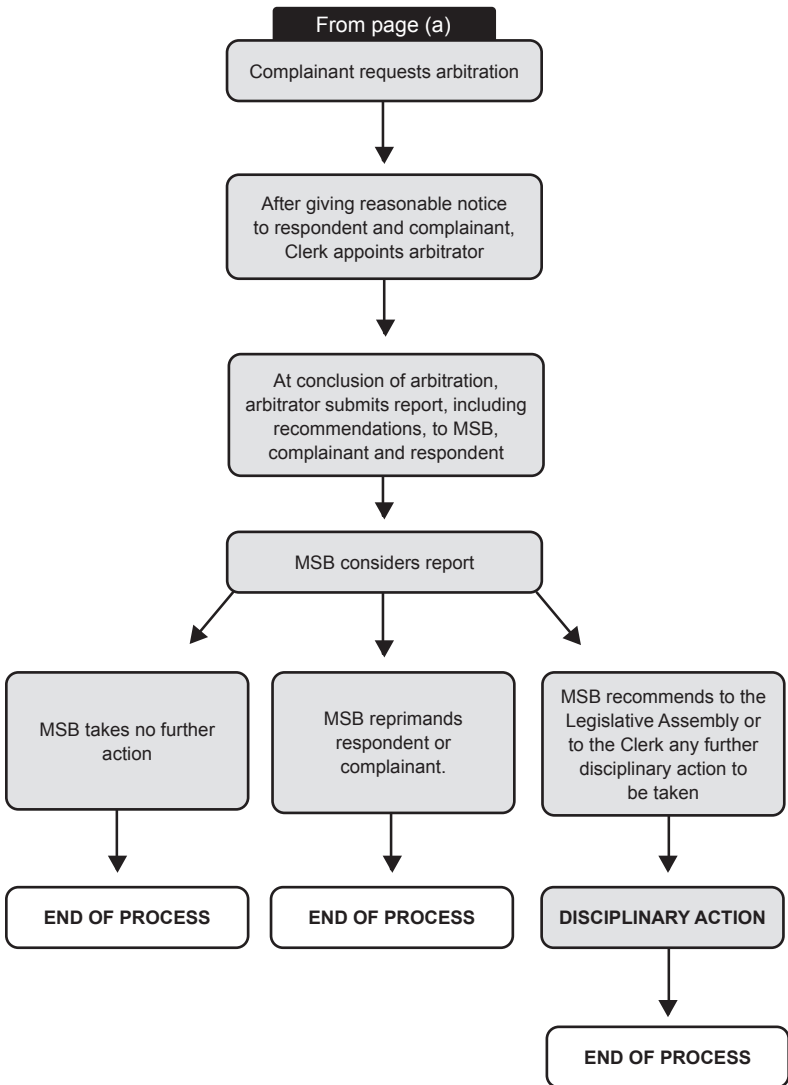 From page (a)
Complainant requests arbitration
After giving reasonable notice
to respondent and complainant,
Clerk appoints arbitrator
At conclusion of arbitration,
arbitrator submits report, including
recommendations, to MSB,
complainant and respondent
MSB considers report
MSB takes no further
action
MSB reprimands
respondent or
complainant.
MSB recommends to the
Legislative Assembly or
to the Clerk any further
disciplinary action to
be taken
END OF PROCESS
END OF PROCESS
DISCIPLINARY ACTION
END OF PROCESS